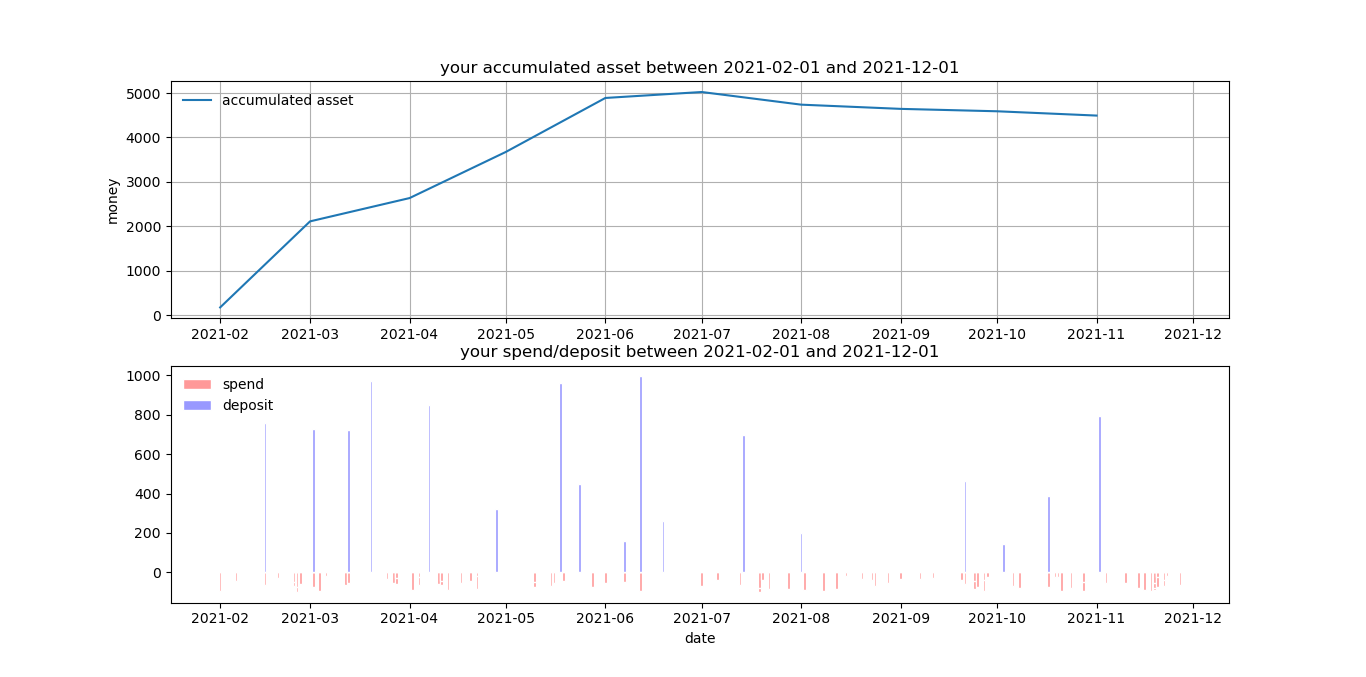 your accumulated asset between 2021-02-01 and 2021-12-01
accumulated asset
5000
4000
3000
2000
1000
0
money
2021-02 2021-03 2021-04 2021-05 2021-06 2021-07 2021-08 2021-09 2021-10 2021-11 2021-12
your spend/deposit between 2021-02-01 and 2021-12-01
spend
deposit
1000
800
600
400
200
0
2021-02 2021-03 2021-04 2021-05 2021-06 2021-07 2021-08 2021-09 2021-10 2021-11 2021-12
date